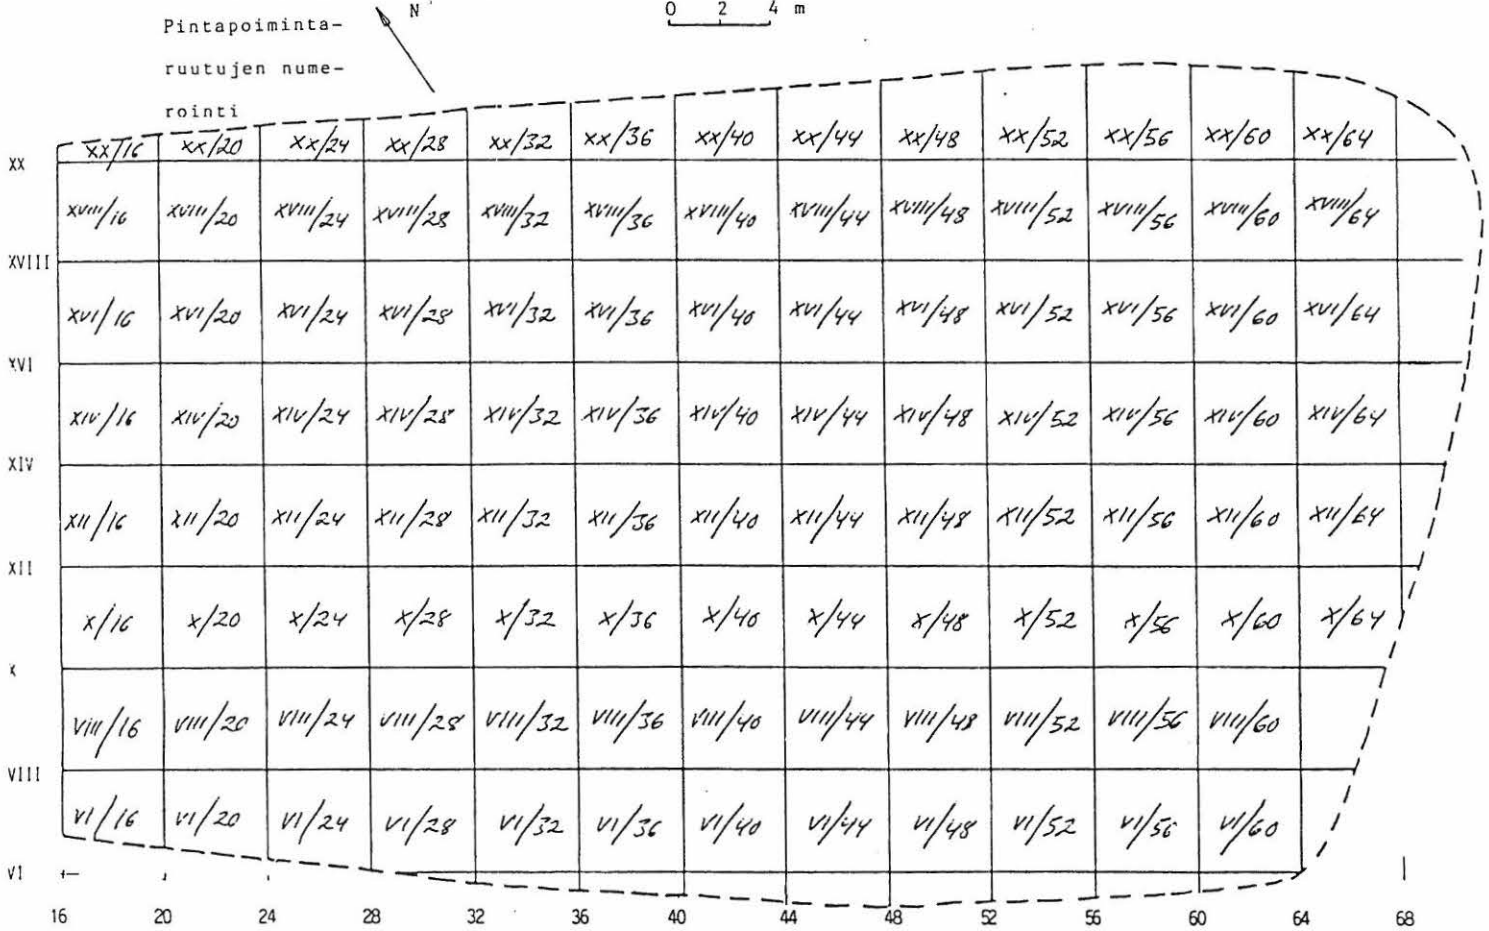 Pintapoiminta-
ruutujen nume-
rointi
N
0 2 4 m
XX/16 XX/20 XX/24 XX/28 XX/32 XX/36 XX/40 XX/44 XX/48 XX/52 XX/56 XX/60 XX/64
XX
XVIII/16 XVIII/20 XVIII/24 XVIII/28 XVIII/32 XVIII/36 XVIII/40 XVIII/44 XVIII/48 XVIII/52 XVIII/56 XVIII/60 XVIII/64
XVIII
XVI/16 XVI/20 XVI/24 XVI/28 XVI/32 XVI/36 XVI/40 XVI/44 XVI/48 XVI/52 XVI/56 XVI/60 XVI/64
XVI
XIV/16 XIV/20 XIV/24 XIV/28 XIV/32 XIV/36 XIV/40 XIV/44 XIV/48 XIV/52 XIV/56 XIV/60 XIV/64
XIV
XII/16 XII/20 XII/24 XII/28 XII/32 XII/36 XII/40 XII/44 XII/48 XII/52 XII/56 XII/60 XII/64
XII
X/16 X/20 X/24 X/28 X/32 X/36 X/40 X/44 X/48 X/52 X/56 X/60 X/64
X
VIII/16 VIII/20 VIII/24 VIII/28 VIII/32 VIII/36 VIII/40 VIII/44 VIII/48 VIII/52 VIII/56 VIII/60
VIII
VI/16 VI/20 VI/24 VI/28 VI/32 VI/36 VI/40 VI/44 VI/48 VI/52 VI/56 VI/60
VI
16 20 24 28 32 36 40 44 48 52 56 60 64 68